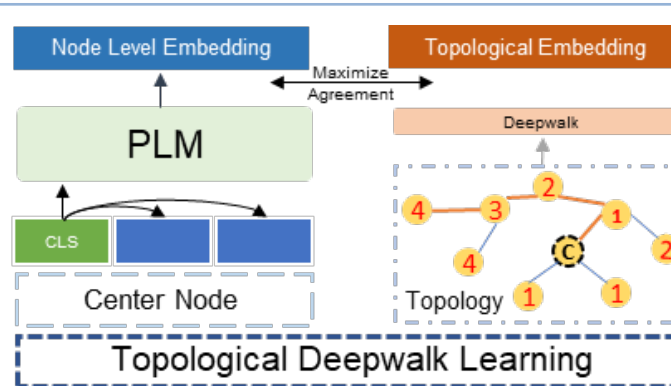 Node Level Embedding
Topological Embedding
Maximize
Agreement
PLM
Deepwalk
2
4
3
1
CLS
C
2
4
Center Node
Topology
1
1
Topological Deepwalk Learning